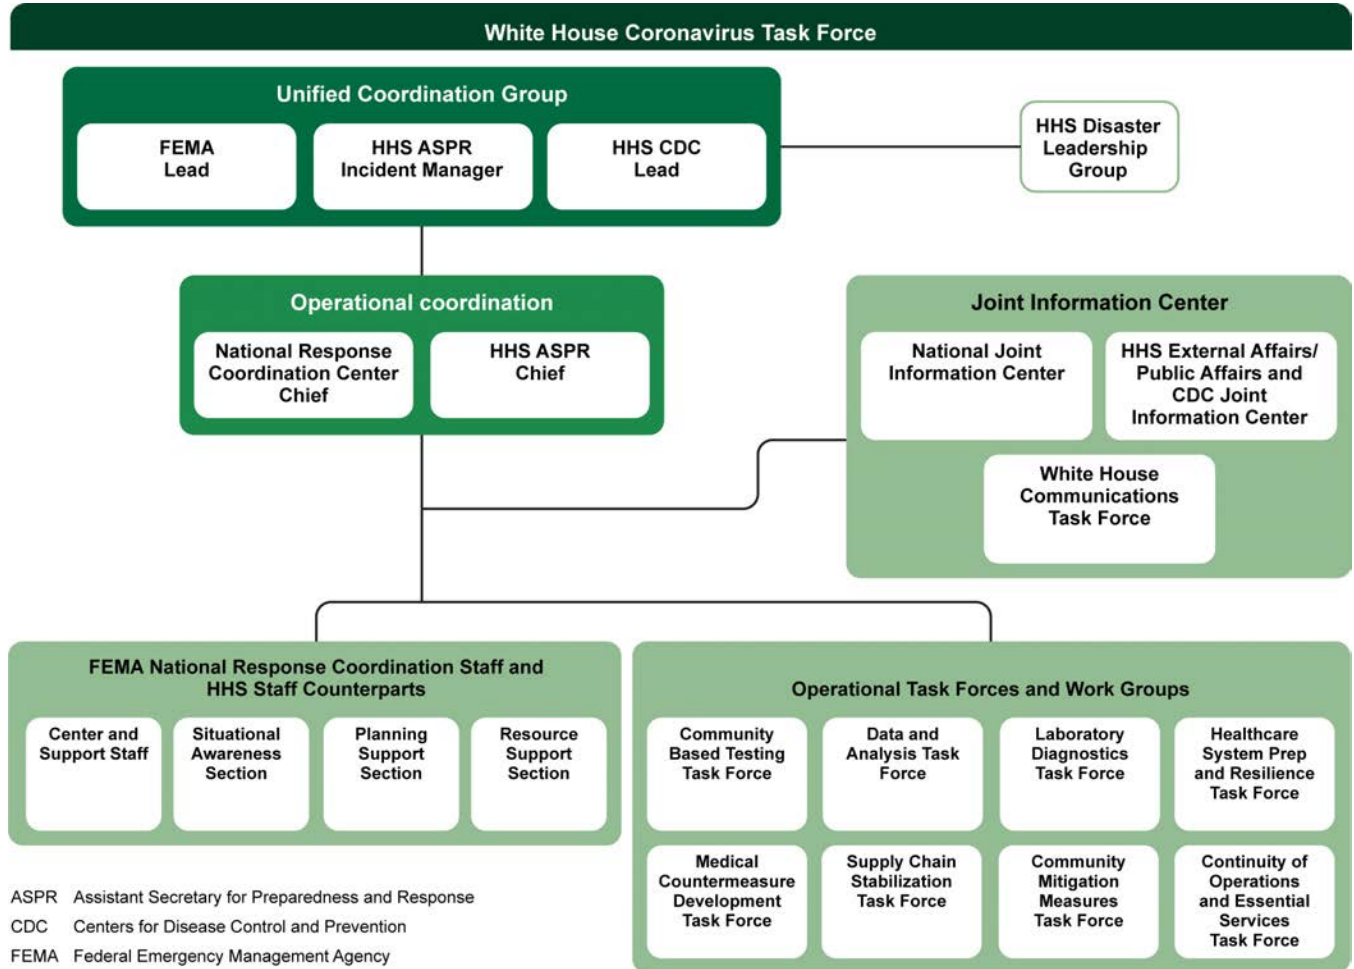 White House Coronavirus Task Force
Unified Coordination Group
FEMA
Lead
HHS ASPR
Incident Manager
HHS CDC
Lead
HHS Disaster
Leadership
Group
Operational coordination
National Response
Coordination Center
Chief
HHS ASPR
Chief
Joint Information Center
National Joint
Information Center
HHS External Affairs/
Public Affairs and
CDC Joint
Information Center
White House
Communications
Task Force
FEMA National Response Coordination Staff and
HHS Staff Counterparts
Center and
Support Staff
Situational
Awareness
Section
Planning
Support
Section
Resource
Support
Section
Operational Task Forces and Work Groups
Community
Based Testing
Task Force
Data and
Analysis Task
Force
Laboratory
Diagnostics
Task Force
Healthcare
System Prep
and Resilience
Task Force
Medical
Countermeasure
Development
Task Force
Supply Chain
Stabilization
Task Force
Community
Mitigation
Measures
Task Force
Continuity of
Operations
and Essential
Services
Task Force
ASPR Assistant Secretary for Preparedness and Response
CDC Centers for Disease Control and Prevention
FEMA Federal Emergency Management Agency